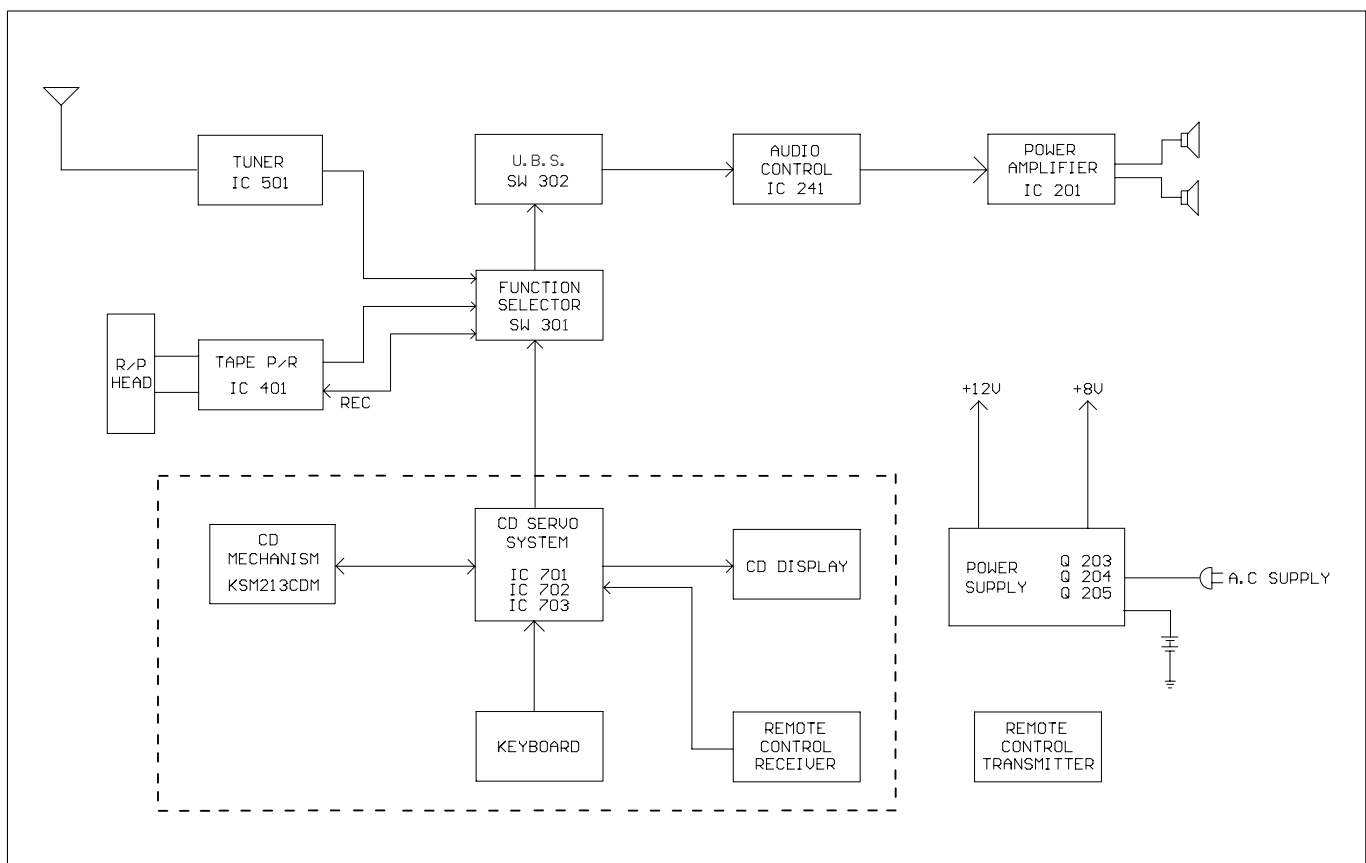 TUNER
IC 501
U.B.S.
SW 302
AUDIO
CONTROL
IC 241
POWER
AMPLIFIER
IC 201
FUNCTION
SELECTOR
SW 301
R/P
HEAD
TAPE P/R
IC 401
REC
+12V
+8V
CD
MECHANISM
KSM213CDM
CD SERVO
SYSTEM
IC 701
IC 702
IC 703
CD DISPLAY
POWER
SUPPLY
Q 203
Q 204
Q 205
A.C SUPPLY
KEYBOARD
REMOTE
CONTROL
RECEIVER
REMOTE
CONTROL
TRANSMITTER